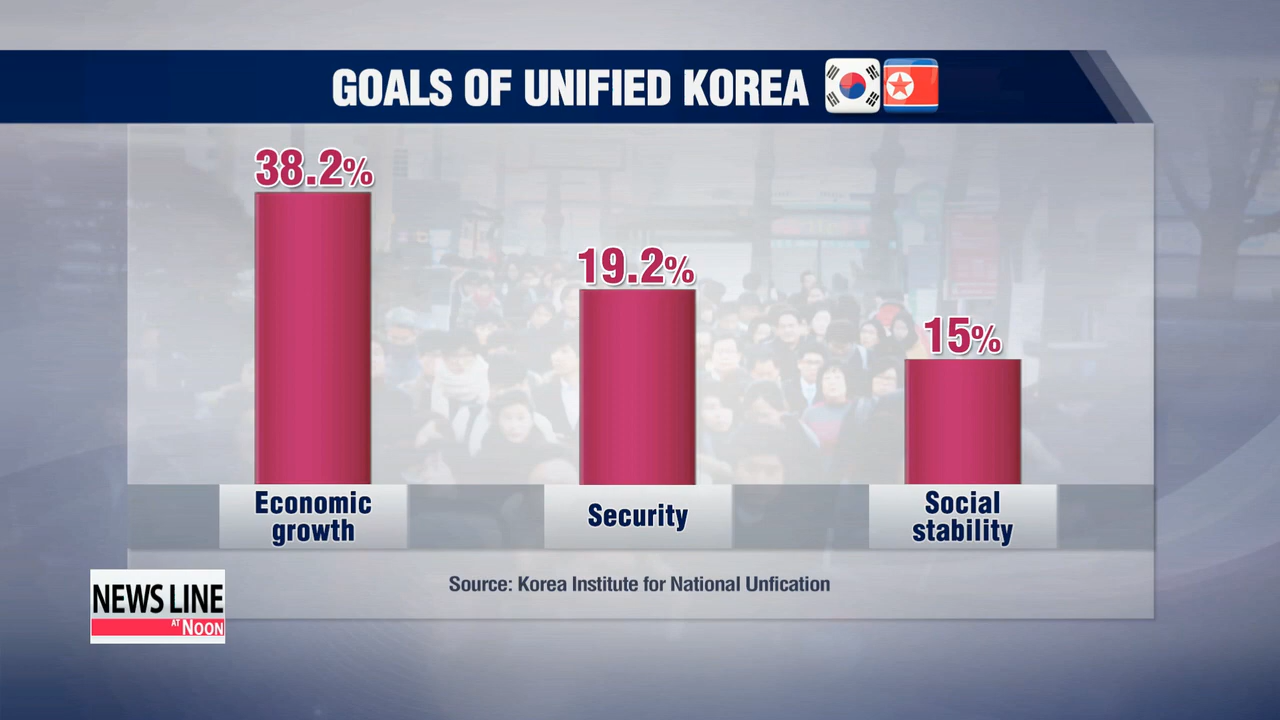 GOALS OF UNIFIED KOREA
38.2%
19.2%
15%
Economic
growth
Security
Social
stability
Source: Korea Institute for National Unfication
NEWS LINE
AT NOON